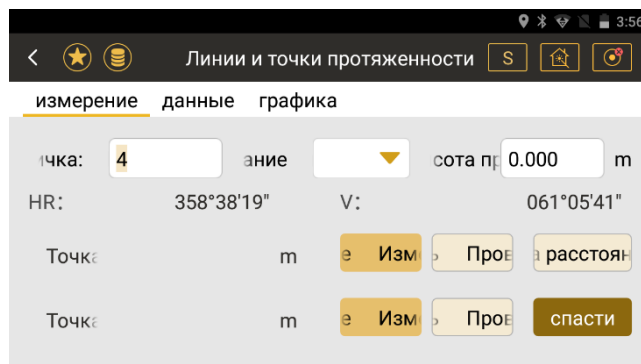 3:56
Линии и точки протяженности S
измерение данные графика
чка: 4 ание сота пр 0.000 m
HR: 358°38'19" V: 061°05'41"
Точка m е Изм ь Пров а расстоян
Точка m е Изм ь Пров спасти